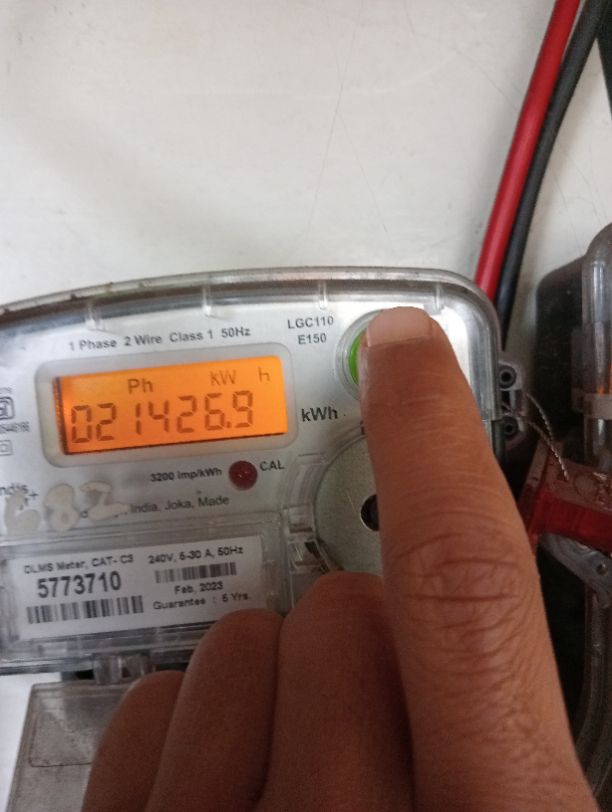 1 Phase 2 Wire Class 1 50Hz
LGC110
E150
Ph kW h
021426.9
kWh
3200 imp/kWh CAL
India, Joka, Made
DLMS Meter, CAT- C3
5773710
240V, 5-30 A, 50Hz
Feb, 2023
Guarantee : 5 Yrs.